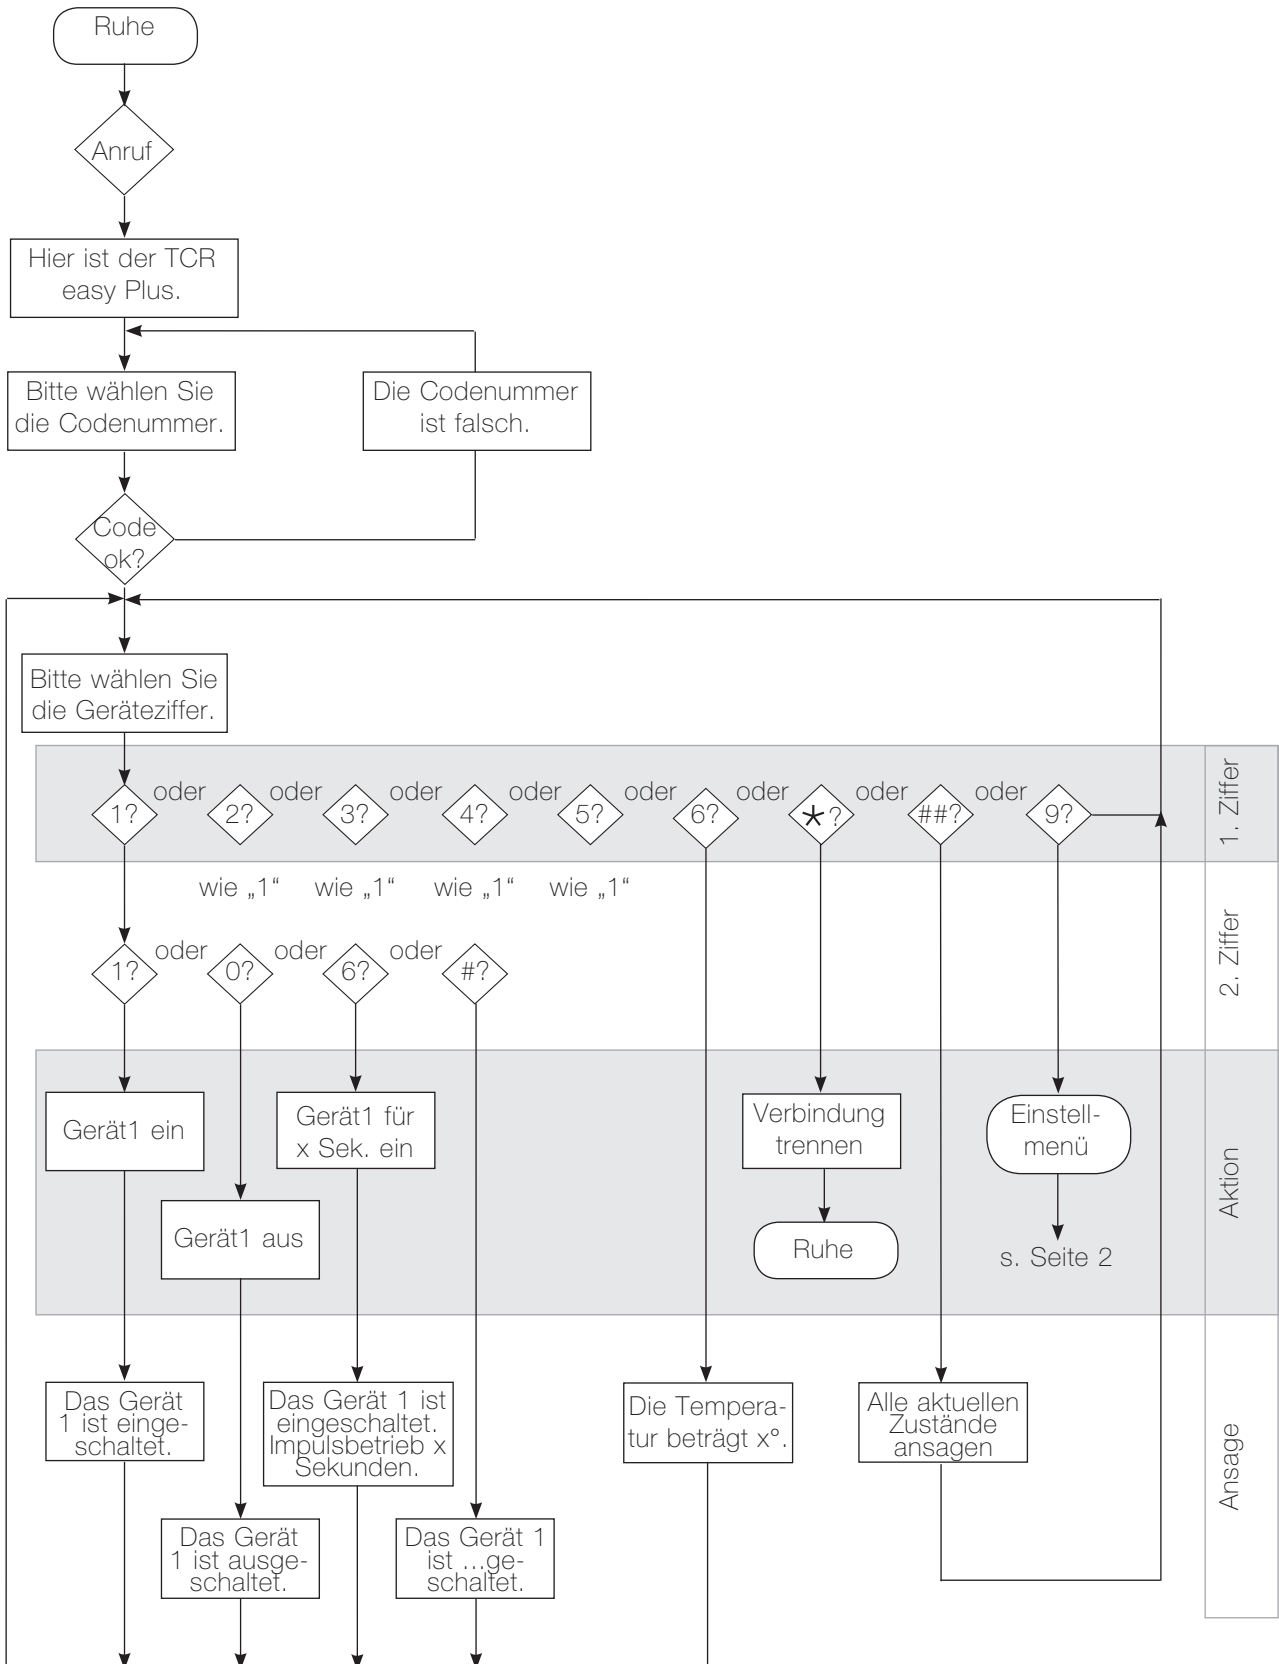 Ruhe
Anruf
Hier ist der TCR
easy Plus.
Bitte wählen Sie
die Codenummer.
Die Codenummer
ist falsch.
Code
ok?
Bitte wählen Sie
die Geräteziffer.
1? oder 2? oder 3? oder 4? oder 5? oder 6? oder *? oder ##? oder 9?
1. Ziffer
wie „1“ wie „1“ wie „1“ wie „1“
1? oder 0? oder 6? oder #?
2. Ziffer
Gerät1 ein
Gerät1 für
x Sek. ein
Gerät1 aus
Verbindung
trennen
Ruhe
Einstell-
menü
s. Seite 2
Aktion
Das Gerät
1 ist einge-
schaltet.
Das Gerät 1 ist
eingeschaltet.
Impulsbetrieb x
Sekunden.
Die Tempera-
tur beträgt x°.
Alle aktuellen
Zustände
ansagen
Das Gerät
1 ist ausge-
schaltet.
Das Gerät 1
ist ...ge-
schaltet.
Ansage